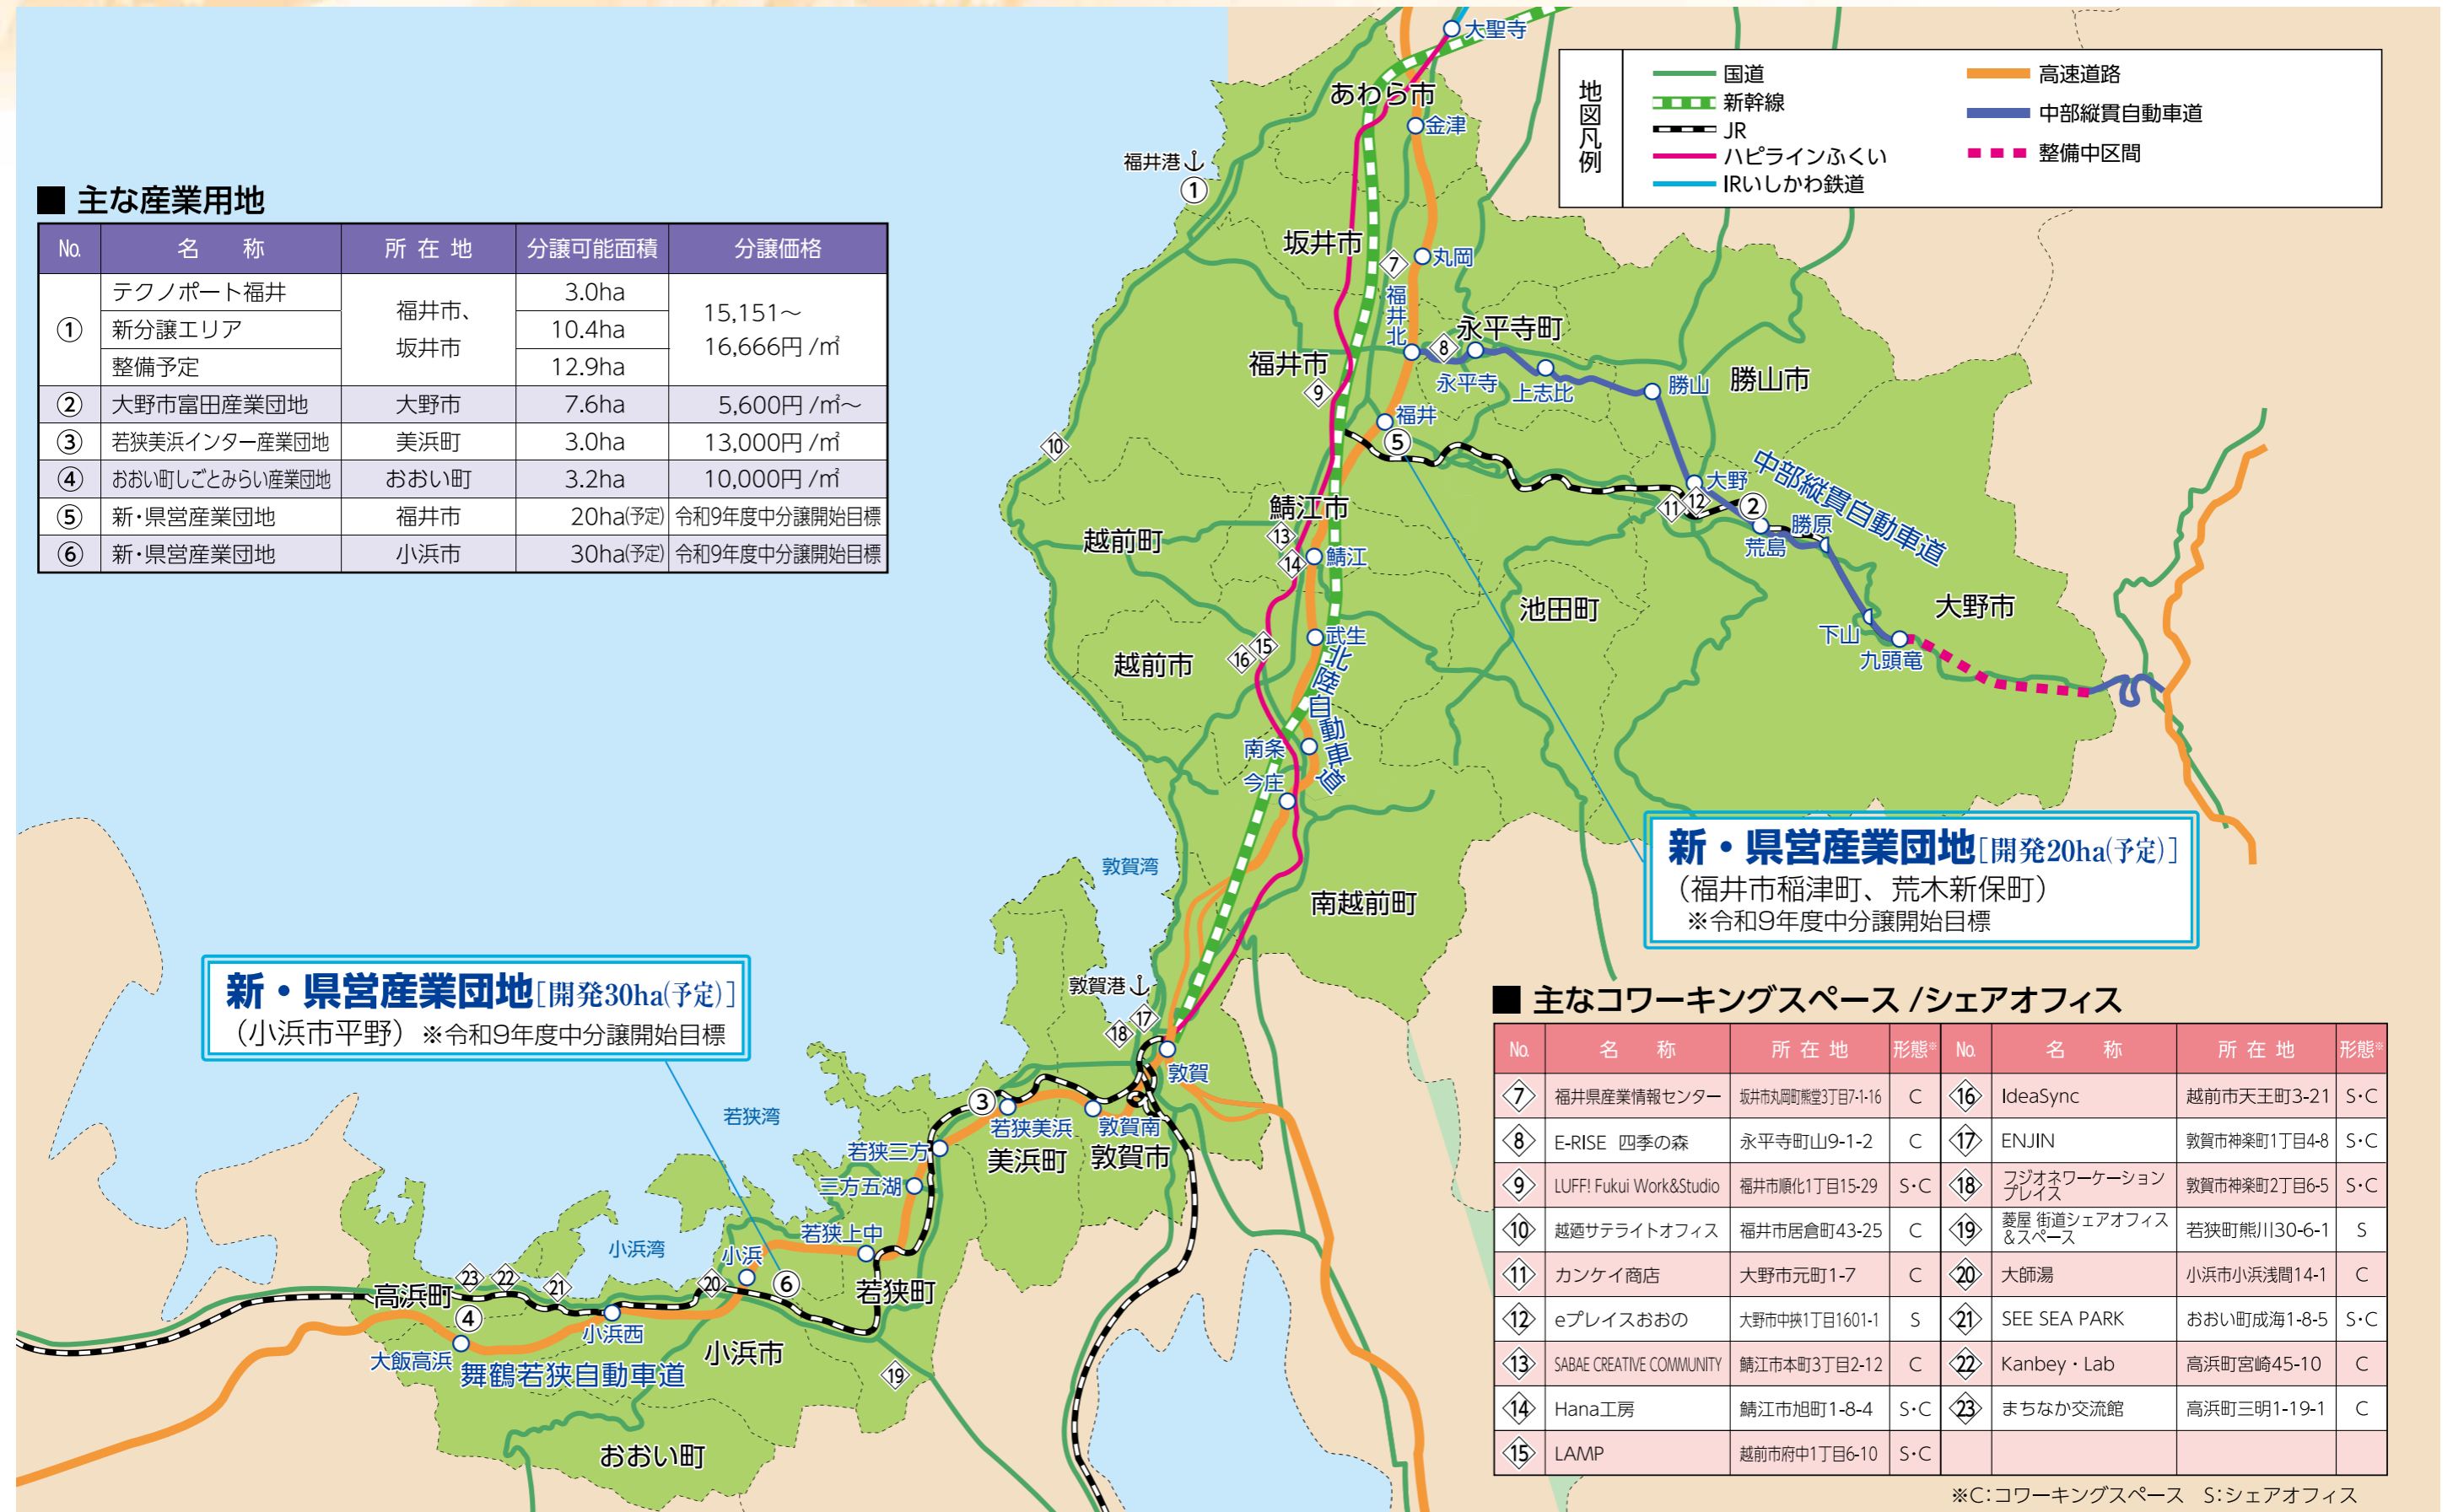 大聖寺
あわら市
金津
福井港
①
坂井市
⑦
丸岡
福井北
永平寺町
⑧
永平寺
上志比
勝山
勝山市
福井市
⑨
福井
⑤
⑩
大野
⑪
⑫
②
中部縦貫自動車道
勝原
荒島
鯖江市
越前町
⑬
⑭
鯖江
池田町
大野市
下山
九頭竜
武生
越前市
⑯
⑮
北陸自動車道
南条
今庄
敦賀湾
南越前町
敦賀港
⑰
⑱
敦賀
③
若狭湾
若狭美浜
敦賀南
若狭三方
美浜町
敦賀市
三方五湖
若狭上中
小浜湾
小浜
㉓
㉒
㉑
⑳
⑥
高浜町
若狭町
④
小浜西
大飯高浜
舞鶴若狭自動車道
小浜市
⑲
おおい町
地図凡例
国道
新幹線
JR
ハピラインふくい
IRいしかわ鉄道
高速道路
中部縦貫自動車道
整備中区間
■ 主な産業用地
No. 名 称 所在地 分譲可能面積 分譲価格
① テクノポート福井 福井市、坂井市 3.0ha 15,151～16,666円/㎡
新分譲エリア 10.4ha
整備予定 12.9ha
② 大野市富田産業団地 大野市 7.6ha 5,600円/㎡～
③ 若狭美浜インター産業団地 美浜町 3.0ha 13,000円/㎡
④ おおい町しごとみらい産業団地 おおい町 3.2ha 10,000円/㎡
⑤ 新・県営産業団地 福井市 20ha(予定) 令和9年度中分譲開始目標
⑥ 新・県営産業団地 小浜市 30ha(予定) 令和9年度中分譲開始目標
新・県営産業団地[開発20ha(予定)]
（福井市稲津町、荒木新保町）
※令和9年度中分譲開始目標
新・県営産業団地[開発30ha(予定)]
（小浜市平野）※令和9年度中分譲開始目標
■ 主なコワーキングスペース/シェアオフィス
No. 名 称 所在地 形態※ No. 名 称 所在地 形態※
⑦ 福井県産業情報センター 坂井市丸岡町熊堂3丁目7-1-16 C ⑯ IdeaSync 越前市天王町3-21 S・C
⑧ E-RISE 四季の森 永平寺町山9-1-2 C ⑰ ENJIN 敦賀市神楽町1丁目4-8 S・C
⑨ LUFF! Fukui Work&Studio 福井市順化1丁目15-29 S・C ⑱ フジオネワーケーションプレイス 敦賀市神楽町2丁目6-5 S・C
⑩ 越廼サテライトオフィス 福井市居倉町43-25 C ⑲ 菱屋 街道シェアオフィス&スペース 若狭町熊川30-6-1 S
⑪ カンケイ商店 大野市元町1-7 C ⑳ 大師湯 小浜市小浜浅間14-1 C
⑫ eプレイスおおの 大野市中挾1丁目1601-1 S ㉑ SEE SEA PARK おおい町成海1-8-5 S・C
⑬ SABAE CREATIVE COMMUNITY 鯖江市本町3丁目2-12 C ㉒ Kanbey・Lab 高浜町宮崎45-10 C
⑭ Hana工房 鯖江市旭町1-8-4 S・C ㉓ まちなか交流館 高浜町三明1-19-1 C
⑮ LAMP 越前市府中1丁目6-10 S・C
※C：コワーキングスペース S：シェアオフィス